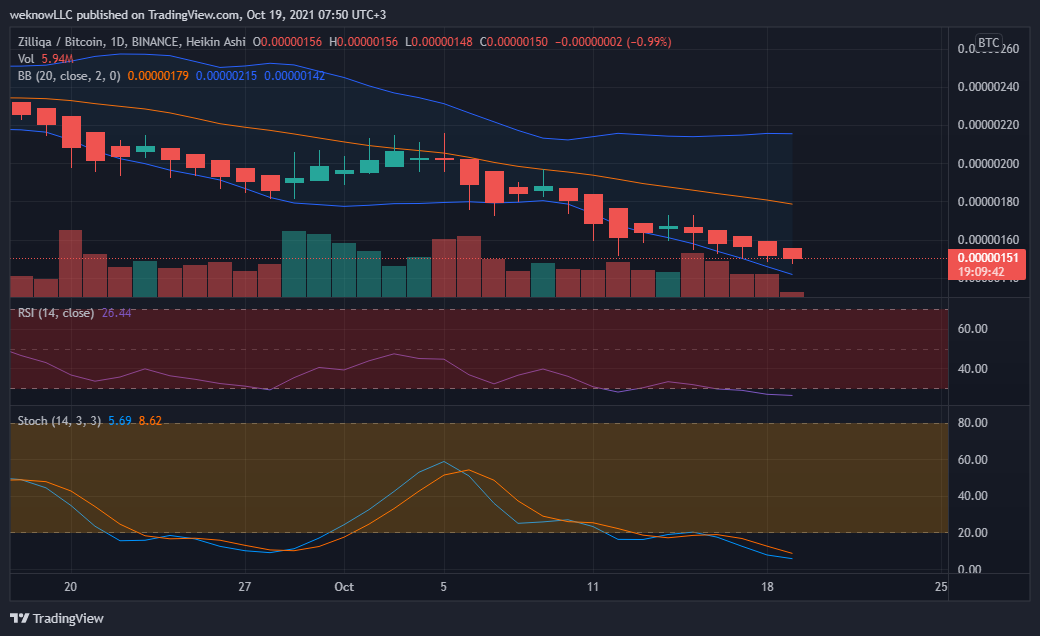 weknowLLC published on TradingView.com, Oct 19, 2021 07:50 UTC+3
Zilliqa / Bitcoin, 1D, BINANCE, Heikin Ashi O0.00000156 H0.00000156 L0.00000148 C0.00000150 −0.00000002 (−0.99%)
Vol 5.94M
BB (20, close, 2, 0) 0.00000179 0.00000215 0.00000142
BTC
0.00000240
0.00000220
0.00000200
0.00000180
0.00000160
0.00000151
19:09:42
RSI (14, close) 26.44
60.00
40.00
Stoch (14, 3, 3) 5.69 8.62
80.00
60.00
40.00
20.00
0.00
20 27 Oct 5 11 18 25
TradingView